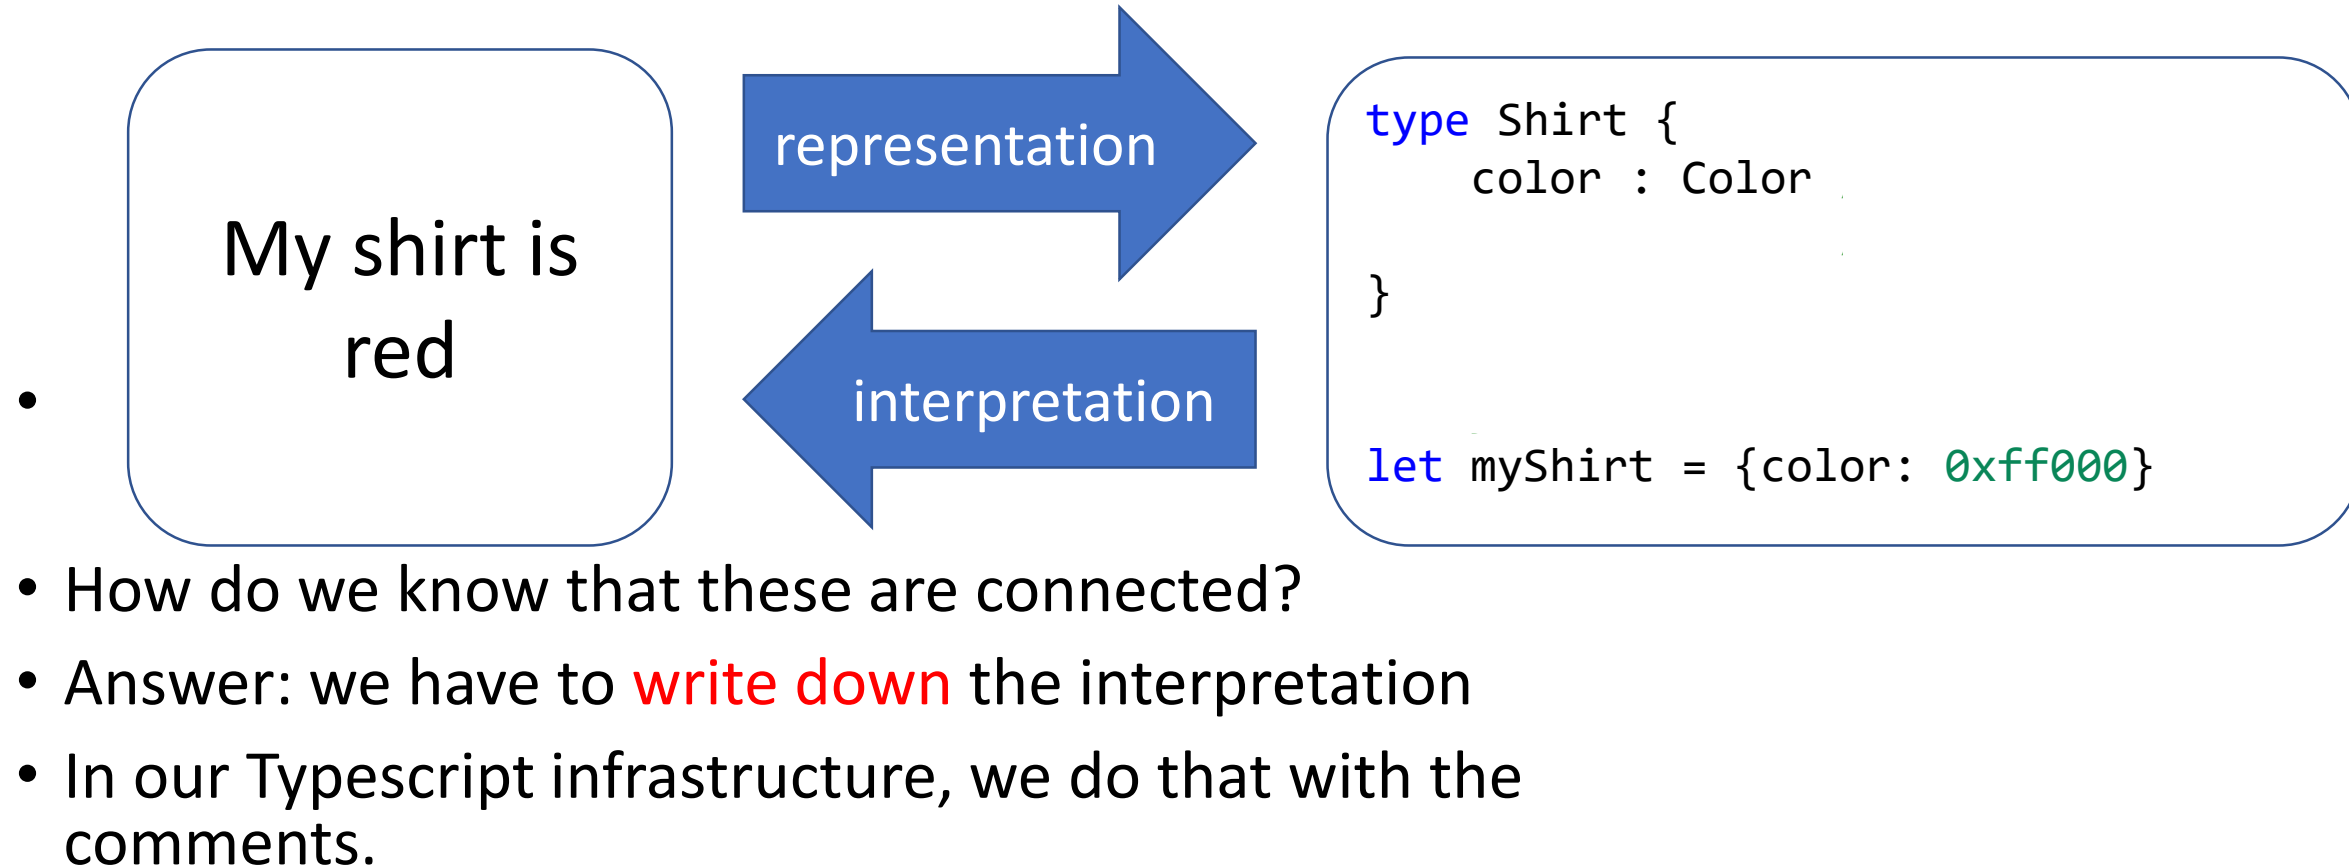 My shirt is
red
representation
interpretation
type Shirt {
    color : Color
}
let myShirt = {color: 0xff000}
• How do we know that these are connected?
• Answer: we have to write down the interpretation
• In our Typescript infrastructure, we do that with the
comments.